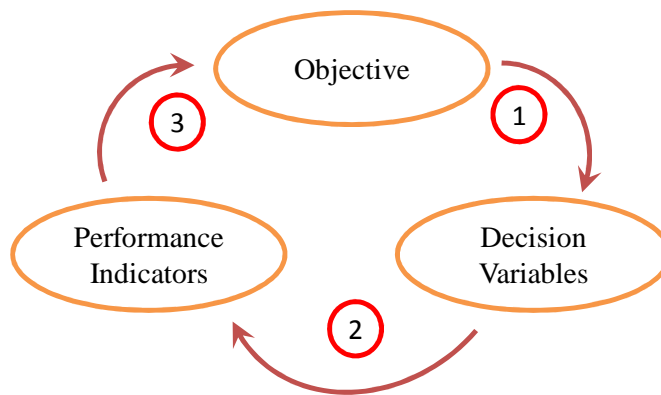 Objective
1
3
Performance
Indicators
Decision
Variables
2